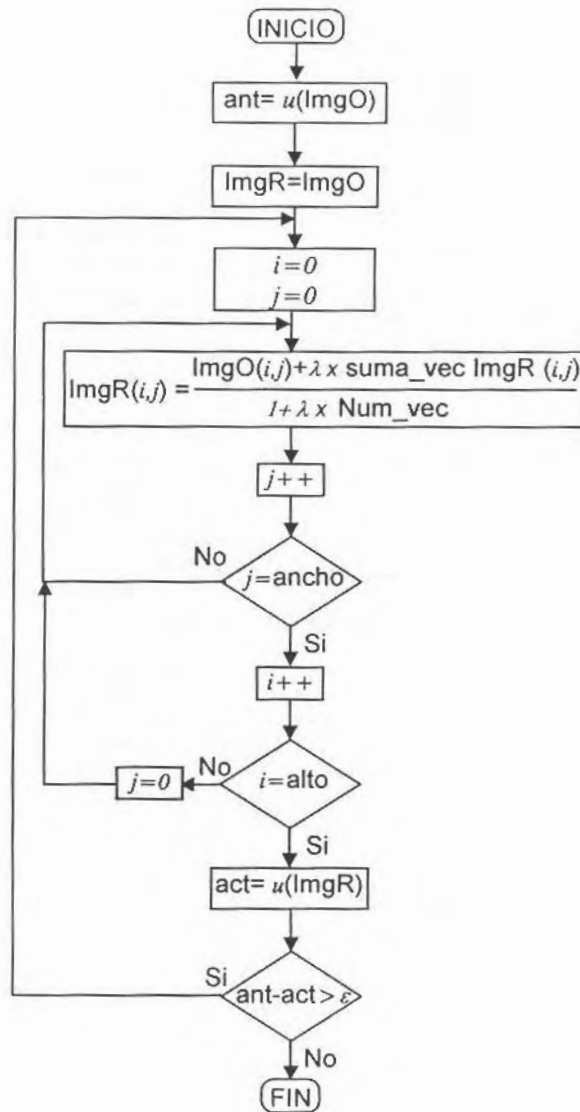 INICIO
ant= u(ImgO)
ImgR=ImgO
i=0
j=0
ImgR(i,j) = ImgO(i,j)+λ x suma_vec ImgR (i,j)
1+λ x Num_vec
j++
No
j=ancho
Si
i++
j=0
No
i=alto
Si
act= u(ImgR)
Si
ant-act > ε
No
FIN